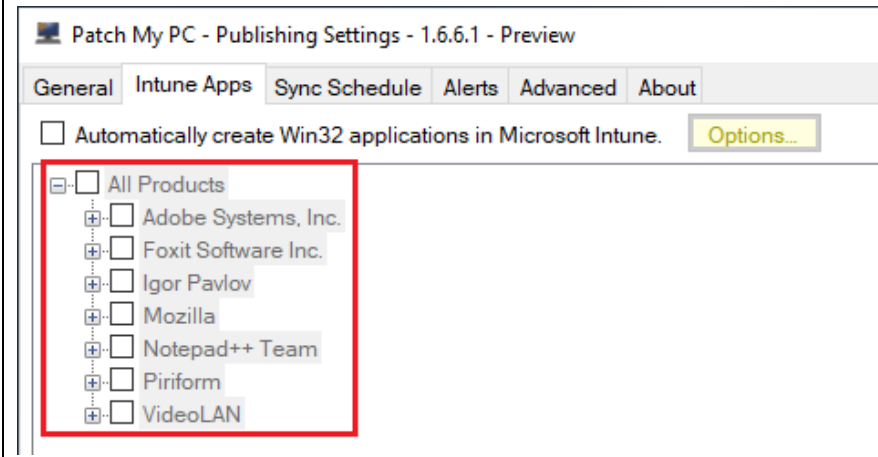 Patch My PC - Publishing Settings - 1.6.6.1 - Preview
General Intune Apps Sync Schedule Alerts Advanced About
Automatically create Win32 applications in Microsoft Intune. Options...
All Products
Adobe Systems, Inc.
Foxit Software Inc.
Igor Pavlov
Mozilla
Notepad++ Team
Piriform
VideoLAN